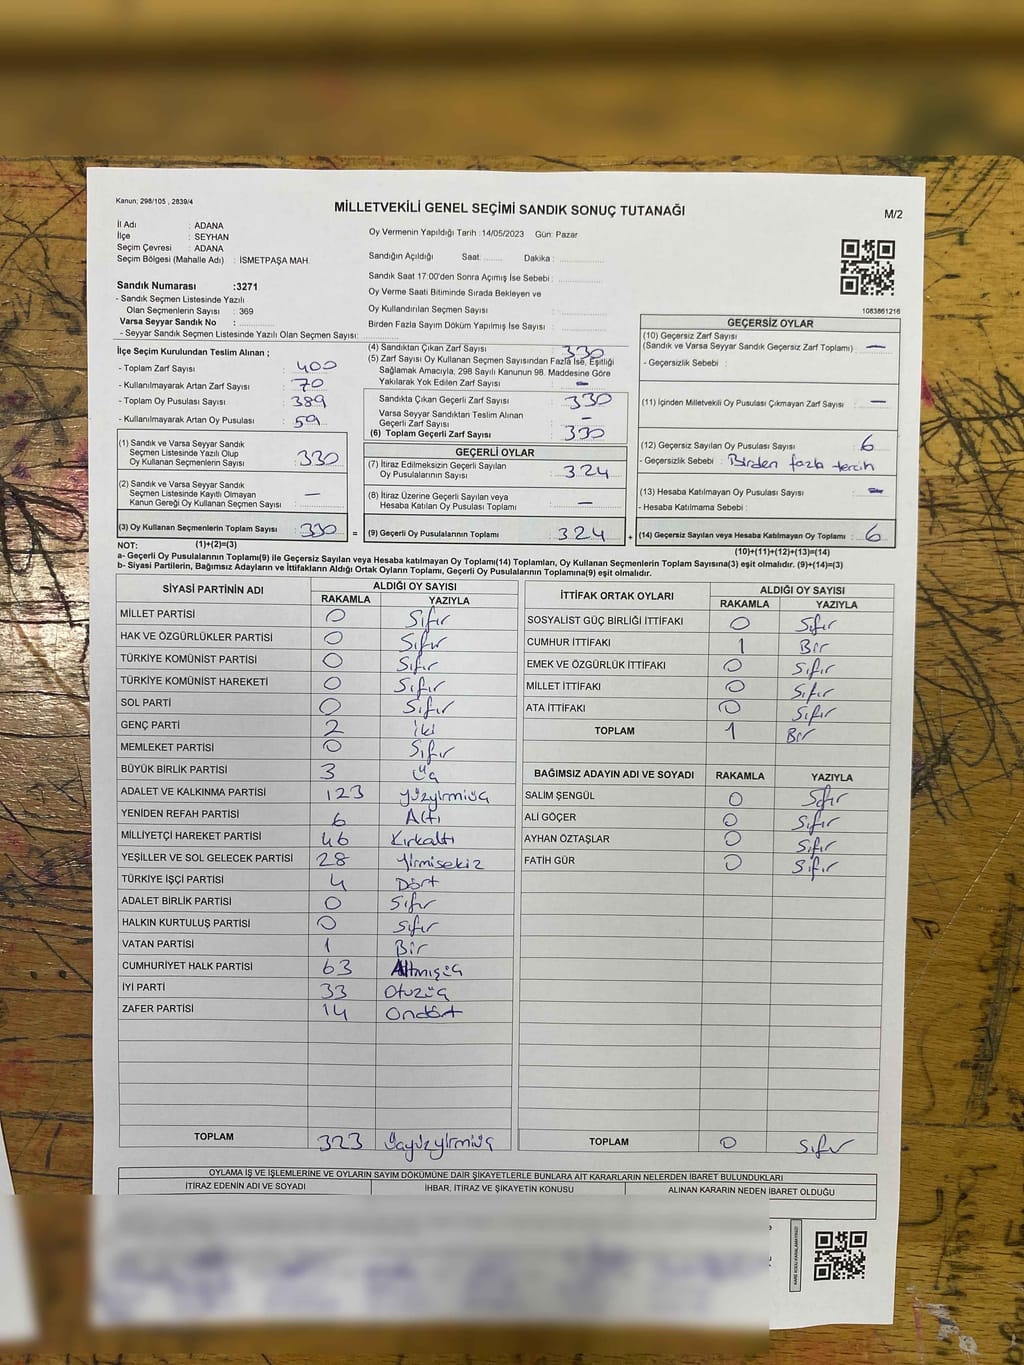 Kanun; 298/105 , 2839/4
MİLLETVEKİLİ GENEL SEÇİMİ SANDIK SONUÇ TUTANAĞI
M/2
İl Adı : ADANA
İlçe : SEYHAN
Seçim Çevresi : ADANA
Seçim Bölgesi (Mahalle Adı) : İSMETPAŞA MAH.
Oy Vermenin Yapıldığı Tarih :14/05/2023 Gün: Pazar
Sandığın Açıldığı Saat: ........ Dakika : ..............
Sandık Saat 17:00'den Sonra Açımış İse Sebebi : ..............
Oy Verme Saati Bitiminde Sırada Bekleyen ve
Oy Kullandırılan Seçmen Sayısı : ..............
Birden Fazla Sayım Döküm Yapılmış İse Sayısı : ..............
Sandık Numarası :3271
- Sandık Seçmen Listesinde Yazılı
Olan Seçmenlerin Sayısı : 369
Varsa Seyyar Sandık No : ..............
- Seyyar Sandık Seçmen Listesinde Yazılı Olan Seçmen Sayısı: ..............
1083861216
İlçe Seçim Kurulundan Teslim Alınan ;
- Toplam Zarf Sayısı : 400
- Kullanılmayarak Artan Zarf Sayısı : 70
- Toplam Oy Pusulası Sayısı : 389
- Kullanılmayarak Artan Oy Pusulası : 59
(1) Sandık ve Varsa Seyyar Sandık
Seçmen Listesinde Yazılı Olup
Oy Kullanan Seçmenlerin Sayısı : 330
(2) Sandık ve Varsa Seyyar Sandık
Seçmen Listesinde Kayıtlı Olmayan
Kanun Gereği Oy Kullanan Seçmen Sayısı : —
(3) Oy Kullanan Seçmenlerin Toplam Sayısı : 330 =
(4) Sandıktan Çıkan Zarf Sayısı : 330
(5) Zarf Sayısı Oy Kullanan Seçmen Sayısından Fazla İse, Eşitliği
Sağlamak Amacıyla, 298 Sayılı Kanunun 98. Maddesine Göre
Yakılarak Yok Edilen Zarf Sayısı : —
Sandıkta Çıkan Geçerli Zarf Sayısı : 330
Varsa Seyyar Sandıktan Teslim Alınan
Geçerli Zarf Sayısı : —
(6) Toplam Geçerli Zarf Sayısı : 330
GEÇERLİ OYLAR
(7) İtiraz Edilmeksizin Geçerli Sayılan
Oy Pusulalarının Sayısı : 324
(8) İtiraz Üzerine Geçerli Sayılan veya
Hesaba Katılan Oy Pusulası Toplamı : —
(9) Geçerli Oy Pusulalarının Toplamı : 324 +
GEÇERSİZ OYLAR
(10) Geçersiz Zarf Sayısı
(Sandık ve Varsa Seyyar Sandık Geçersiz Zarf Toplamı) : —
- Geçersizlik Sebebi :
(11) İçinden Milletvekili Oy Pusulası Çıkmayan Zarf Sayısı : —
(12) Geçersiz Sayılan Oy Pusulası Sayısı : 6
- Geçersizlik Sebebi : Birden fazla tercih
(13) Hesaba Katılmayan Oy Pusulası Sayısı : —
- Hesaba Katılmama Sebebi :
(14) Geçersiz Sayılan veya Hesaba Katılmayan Oy Toplamı : 6
NOT: (1)+(2)=(3)
(10)+(11)+(12)+(13)=(14)
a- Geçerli Oy Pusulalarının Toplamı(9) ile Geçersiz Sayılan veya Hesaba katılmayan Oy Toplamı(14) Toplamları, Oy Kullanan Seçmenlerin Toplam Sayısına(3) eşit olmalıdır. (9)+(14)=(3)
b- Siyasi Partilerin, Bağımsız Adayların ve İttifakların Aldığı Ortak Oyların Toplamı, Geçerli Oy Pusulalarının Toplamına(9) eşit olmalıdır.
SİYASİ PARTİNİN ADI ALDIĞI OY SAYISI
RAKAMLA YAZIYLA
MİLLET PARTİSİ 0 Sıfır
HAK VE ÖZGÜRLÜKLER PARTİSİ 0 Sıfır
TÜRKİYE KOMÜNİST PARTİSİ 0 Sıfır
TÜRKİYE KOMÜNİST HAREKETİ 0 Sıfır
SOL PARTİ 0 Sıfır
GENÇ PARTİ 2 iki
MEMLEKET PARTİSİ 0 Sıfır
BÜYÜK BİRLİK PARTİSİ 3 Üç
ADALET VE KALKINMA PARTİSİ 123 yüzyirmiüç
YENİDEN REFAH PARTİSİ 6 Altı
MİLLİYETÇİ HAREKET PARTİSİ 46 Kırkaltı
YEŞİLLER VE SOL GELECEK PARTİSİ 28 yirmisekiz
TÜRKİYE İŞÇİ PARTİSİ 4 Dört
ADALET BİRLİK PARTİSİ 0 Sıfır
HALKIN KURTULUŞ PARTİSİ 0 Sıfır
VATAN PARTİSİ 1 Bir
CUMHURİYET HALK PARTİSİ 63 Altmışüç
İYİ PARTİ 33 Otuzüç
ZAFER PARTİSİ 14 Ondört
TOPLAM 323 Üçyüzyirmiüç
İTTİFAK ORTAK OYLARI ALDIĞI OY SAYISI
RAKAMLA YAZIYLA
SOSYALİST GÜÇ BİRLİĞİ İTTİFAKI 0 Sıfır
CUMHUR İTTİFAKI 1 Bir
EMEK VE ÖZGÜRLÜK İTTİFAKI 0 Sıfır
MİLLET İTTİFAKI 0 Sıfır
ATA İTTİFAKI 0 Sıfır
TOPLAM 1 Bir
BAĞIMSIZ ADAYIN ADI VE SOYADI RAKAMLA YAZIYLA
SALİM ŞENGÜL 0 Sıfır
ALİ GÖÇER 0 Sıfır
AYHAN ÖZTAŞLAR 0 Sıfır
FATİH GÜR 0 Sıfır
TOPLAM 0 Sıfır
OYLAMA İŞ VE İŞLEMLERİNE VE OYLARIN SAYIM DÖKÜMÜNE DAİR ŞİKAYETLERLE BUNLARA AİT KARARLARIN NELERDEN İBARET BULUNDUKLARI
İTİRAZ EDENİN ADI VE SOYADI İHBAR, İTİRAZ VE ŞİKAYETİN KONUSU ALINAN KARARIN NEDEN İBARET OLDUĞU